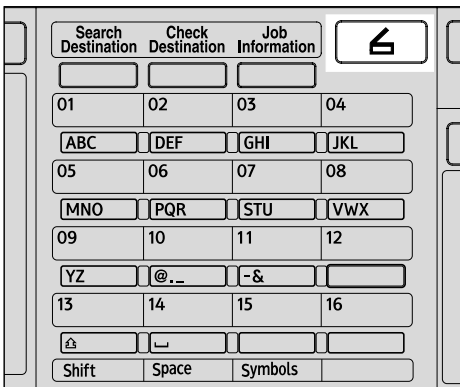 Search Destination Check Destination Job Information
01 02 03 04
ABC DEF GHI JKL
05 06 07 08
MNO PQR STU VWX
09 10 11 12
YZ @._ -&
13 14 15 16
Shift Space Symbols